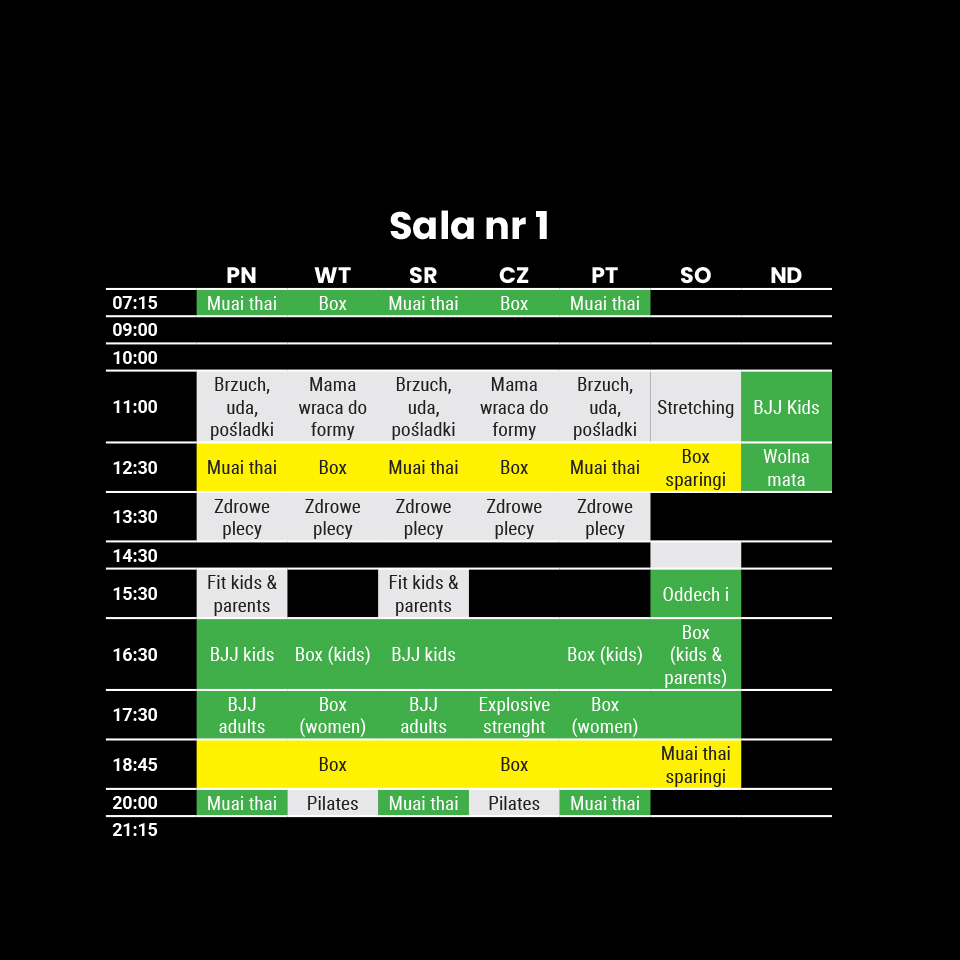 Sala nr 1
PN WT SR CZ PT SO ND
07:15 Muai thai Box Muai thai Box Muai thai
09:00
10:00
11:00 Brzuch, uda, pośladki Mama wraca do formy Brzuch, uda, pośladki Mama wraca do formy Brzuch, uda, pośladki Stretching BJJ Kids
12:30 Muai thai Box Muai thai Box Muai thai Box sparingi Wolna mata
13:30 Zdrowe plecy Zdrowe plecy Zdrowe plecy Zdrowe plecy Zdrowe plecy
14:30
15:30 Fit kids & parents Fit kids & parents Oddech i
16:30 BJJ kids Box (kids) BJJ kids Box (kids) Box (kids & parents)
17:30 BJJ adults Box (women) BJJ adults Explosive strenght Box (women)
18:45 Box Box Muai thai sparingi
20:00 Muai thai Pilates Muai thai Pilates Muai thai
21:15